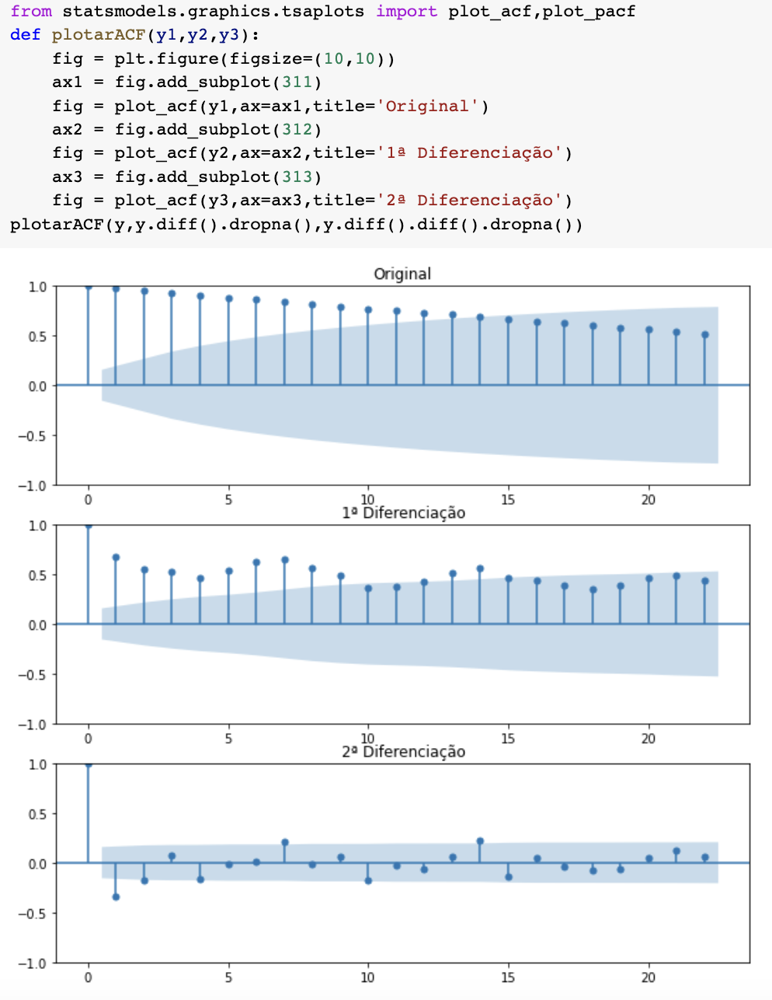 from statsmodels.graphics.tsaplots import plot_acf,plot_pacf
def plotarACF(y1,y2,y3):
    fig = plt.figure(figsize=(10,10))
    ax1 = fig.add_subplot(311)
    fig = plot_acf(y1,ax=ax1,title='Original')
    ax2 = fig.add_subplot(312)
    fig = plot_acf(y2,ax=ax2,title='1ª Diferenciação')
    ax3 = fig.add_subplot(313)
    fig = plot_acf(y3,ax=ax3,title='2ª Diferenciação')
plotarACF(y,y.diff().dropna(),y.diff().diff().dropna())
Original
1.0
0.5
0.0
−0.5
−1.0
0 5 10 15 20
1ª Diferenciação
1.0
0.5
0.0
−0.5
−1.0
0 5 10 15 20
2ª Diferenciação
1.0
0.5
0.0
−0.5
−1.0
0 5 10 15 20